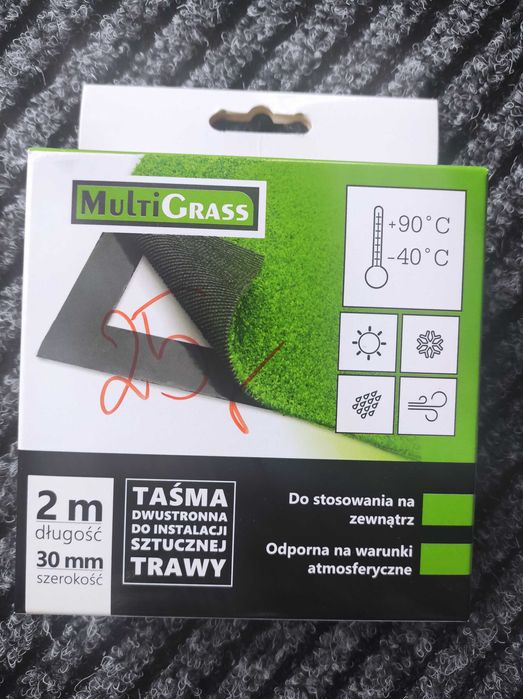 MultiGrass
+90°C
-40°C
25,-
2 m
długość
30 mm
szerokość
TAŚMA
DWUSTRONNA
DO INSTALACJI
SZTUCZNEJ
TRAWY
Do stosowania na
zewnątrz
Odporna na warunki
atmosferyczne